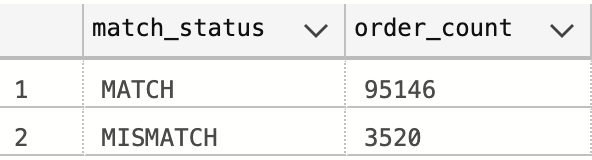 match_status order_count
1 MATCH 95146
2 MISMATCH 3520